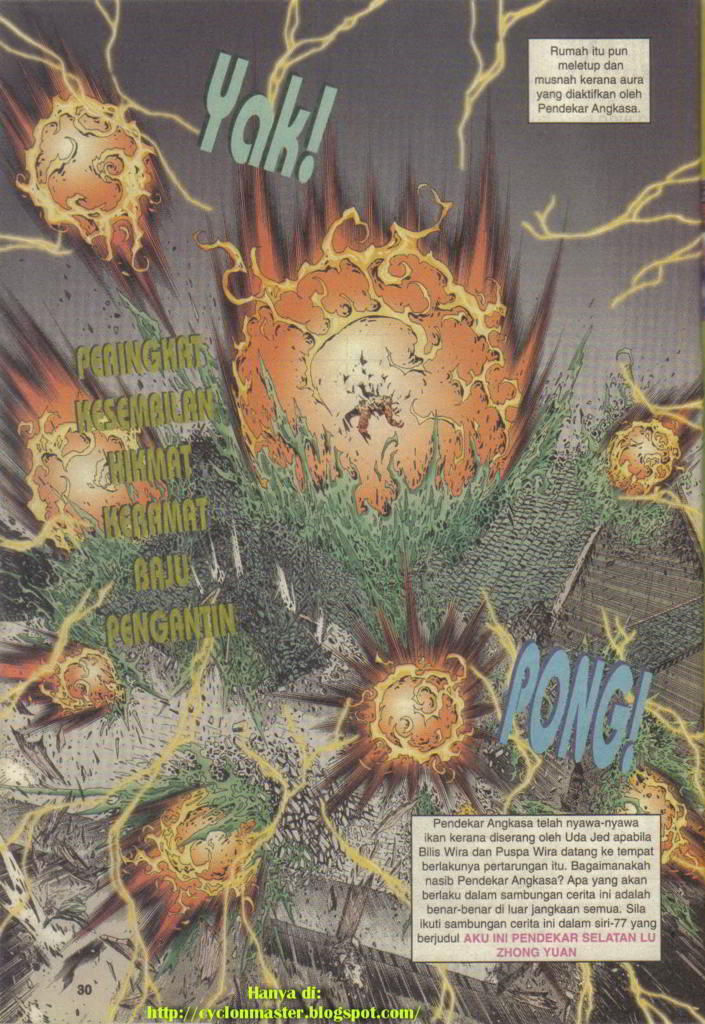 Rumah itu pun
meletup dan
musnah kerana aura
yang diaktifkan oleh
Pendekar Angkasa.
Yak!
PERINGKAT
KESEMBILAN
HIKMAT
KERAMAT
BAJU
PENGANTIN
PONG!
Pendekar Angkasa telah nyawa-nyawa
ikan kerana diserang oleh Uda Jed apabila
Bilis Wira dan Puspa Wira datang ke tempat
berlakunya pertarungan itu. Bagaimanakah
nasib Pendekar Angkasa? Apa yang akan
berlaku dalam sambungan cerita ini adalah
benar-benar di luar jangkaan semua. Sila
ikuti sambungan cerita ini dalam siri-77 yang
berjudul AKU INI PENDEKAR SELATAN LU
ZHONG YUAN
30
Hanya di:
http://cyclonmaster.blogspot.com/